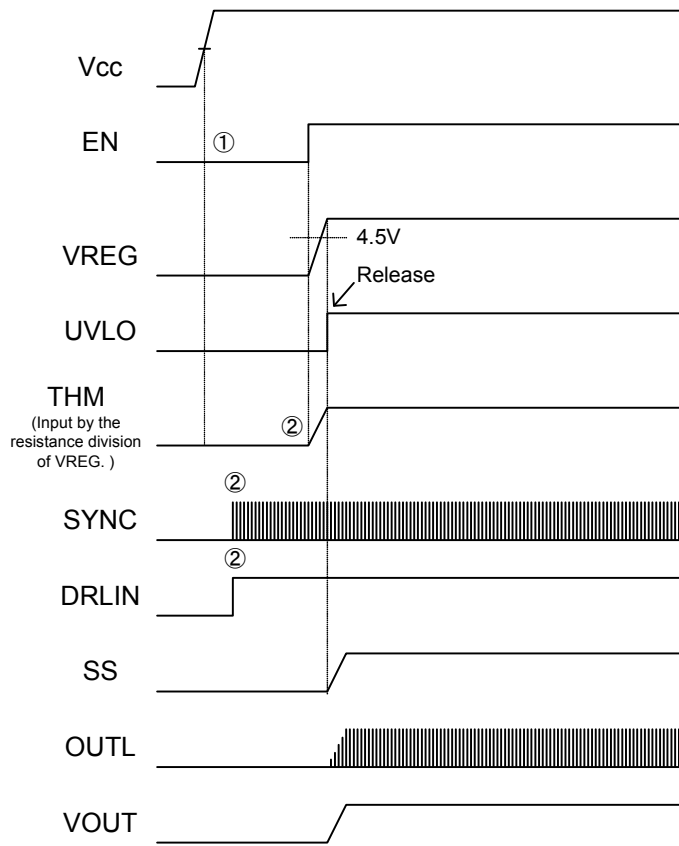 Vcc
EN
①
VREG
4.5V
Release
UVLO
THM
(Input by the
resistance division
of VREG. )
②
②
SYNC
②
DRLIN
SS
OUTL
VOUT